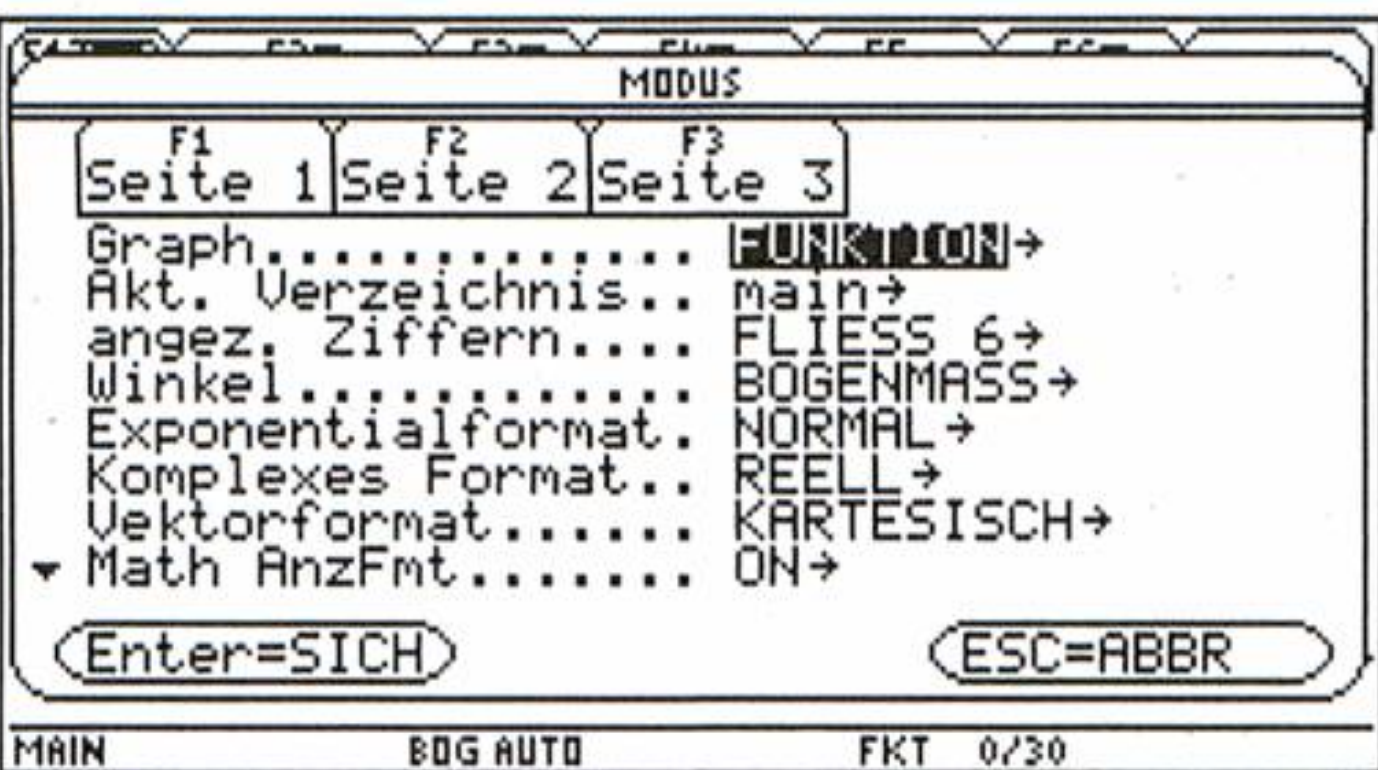 MODUS
F1 F2 F3
Seite 1 Seite 2 Seite 3
Graph............. FUNKTION→
Akt. Verzeichnis.. main→
angez. Ziffern.... FLIESS 6→
Winkel............ BOGENMASS→
Exponentialformat. NORMAL→
Komplexes Format.. REELL→
Vektorformat...... KARTESISCH→
Math AnzFmt....... ON→
Enter=SICH ESC=ABBR
MAIN BOG AUTO FKT 0/30